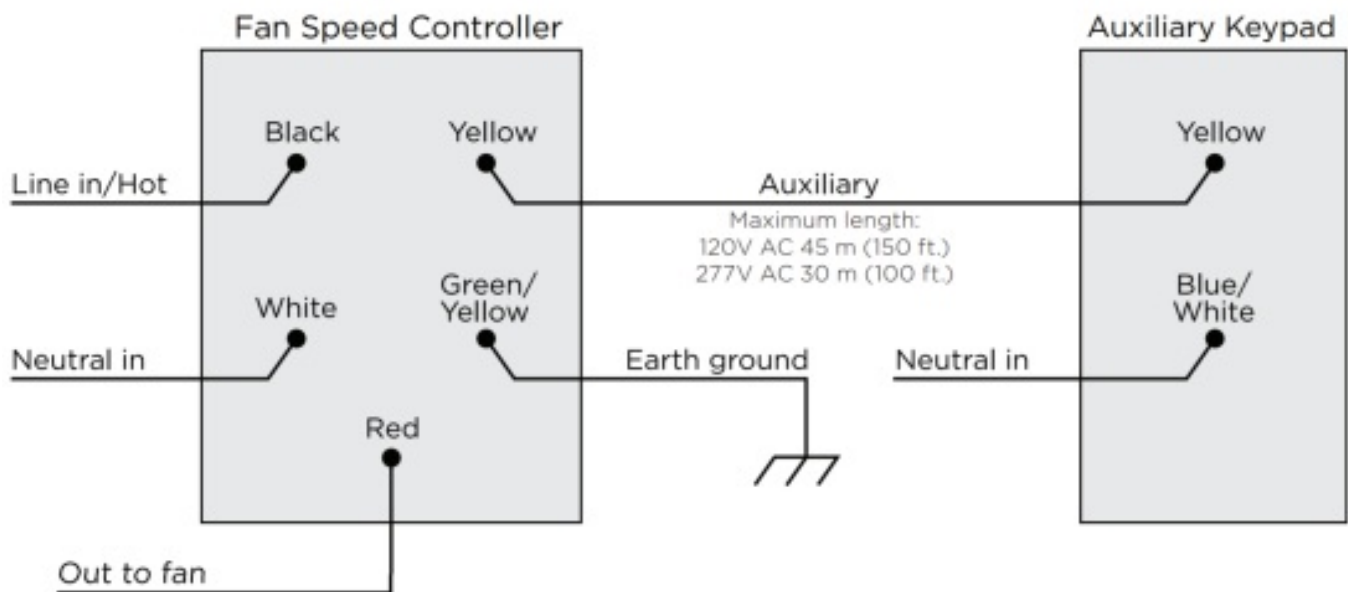 Fan Speed Controller
Auxiliary Keypad
Black
Yellow
Yellow
Line in/Hot
Auxiliary
Maximum length:
120V AC 45 m (150 ft.)
277V AC 30 m (100 ft.)
White
Green/
Yellow
Blue/
White
Neutral in
Earth ground
Neutral in
Red
Out to fan